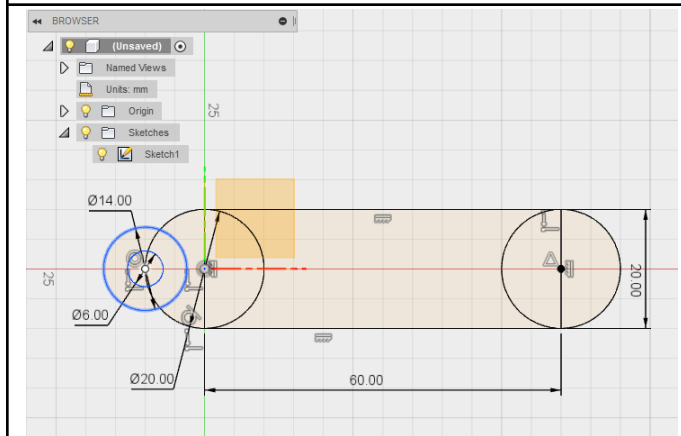 BROWSER
(Unsaved)
Named Views
Units: mm
Origin
Sketches
Sketch1
25
Ø14.00
25
Ø6.00
20.00
Ø20.00
60.00